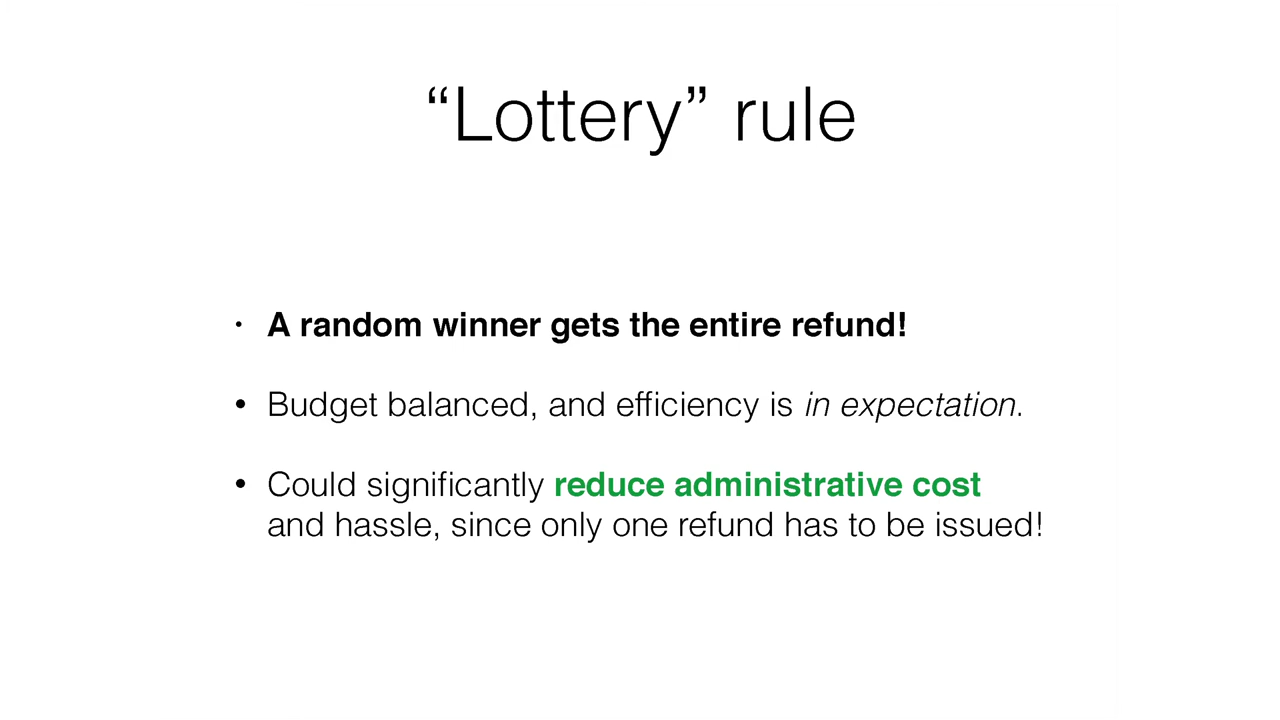 “Lottery” rule
• A random winner gets the entire refund!
• Budget balanced, and efficiency is in expectation.
• Could significantly reduce administrative cost
and hassle, since only one refund has to be issued!